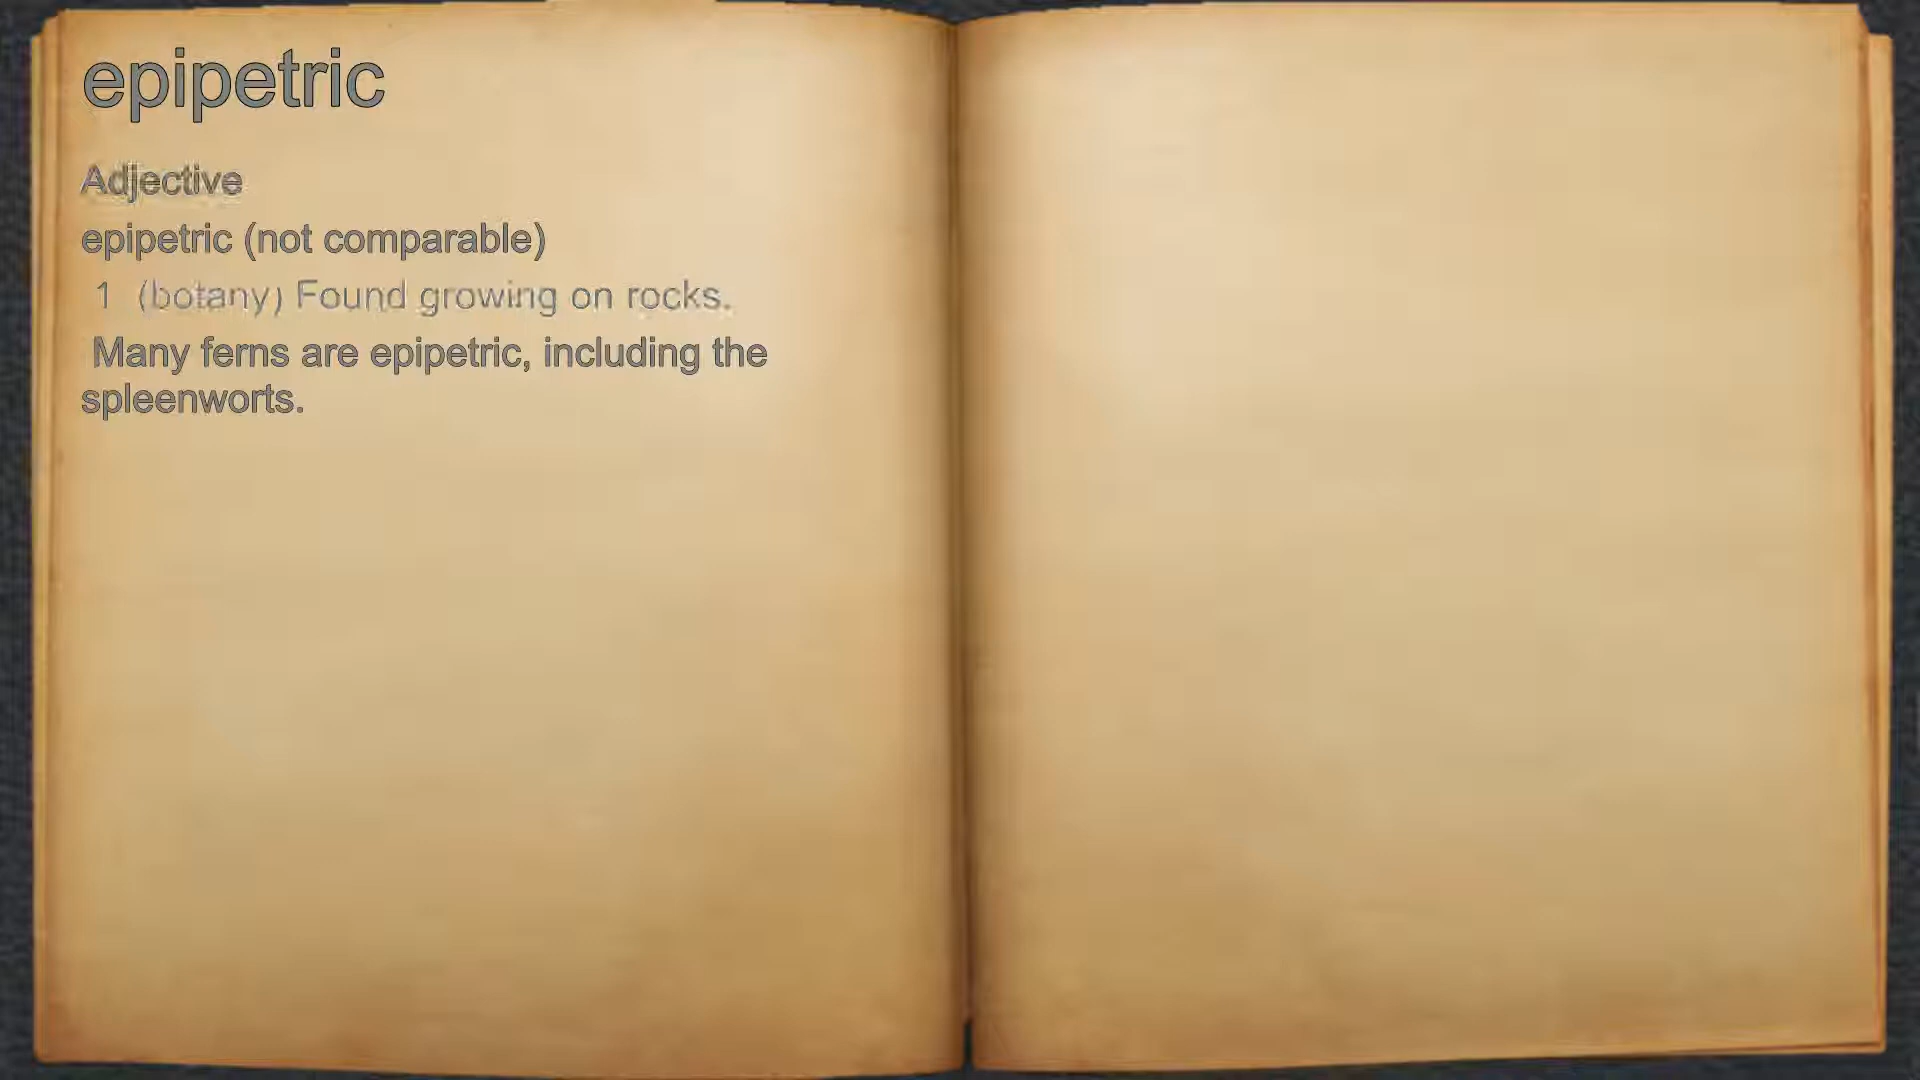 epipetric
Adjective
epipetric (not comparable)
1 (botany) Found growing on rocks.
Many ferns are epipetric, including the
spleenworts.